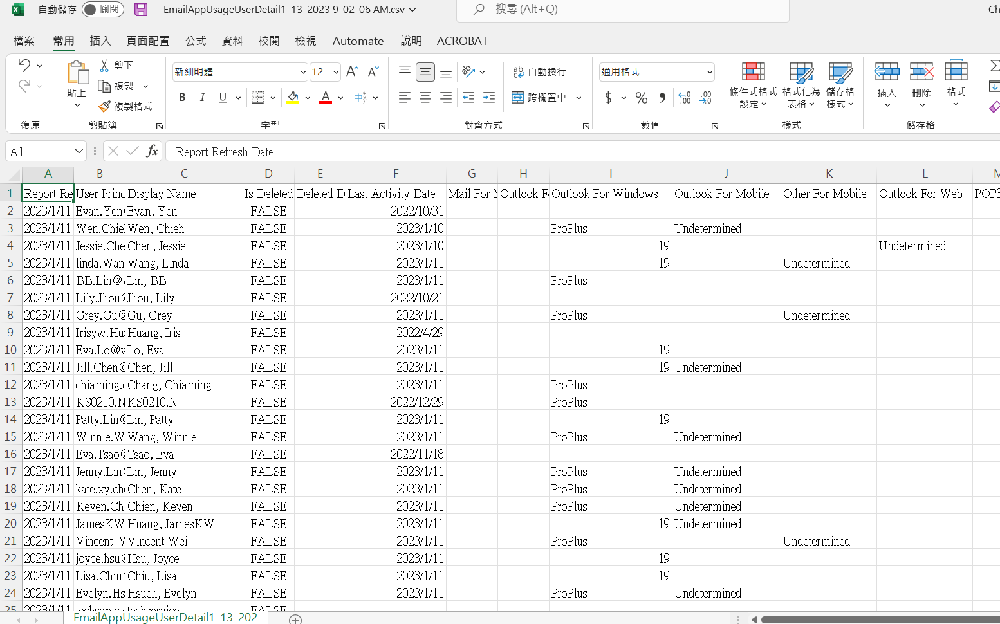 自動儲存 關閉 EmailAppUsageUserDetail1_13_2023 9_02_06 AM.csv 搜尋 (Alt+Q) Ch
檔案 常用 插入 頁面配置 公式 資料 校閱 檢視 Automate 說明 ACROBAT
剪下 新細明體 12 自動換行 通用格式
複製
貼上 條件式格式 格式化為 儲存格 插入 刪除 格式
複製格式 B I U 跨欄置中 $ % 設定 表格 樣式
復原 剪貼簿 字型 對齊方式 數值 樣式 儲存格
A1 fx Report Refresh Date
A B C D E F G H I J K L
1 Report Re User Princ Display Name Is Deleted Deleted D Last Activity Date Mail For M Outlook Fo Outlook For Windows Outlook For Mobile Other For Mobile Outlook For Web POP3
2 2023/1/11 Evan.Yen Evan, Yen FALSE 2022/10/31
3 2023/1/11 Wen.Chie Wen, Chieh FALSE 2023/1/10 ProPlus Undetermined
4 2023/1/11 Jessie.Che Chen, Jessie FALSE 2023/1/10 19 Undetermined
5 2023/1/11 linda.Wan Wang, Linda FALSE 2023/1/11 19 Undetermined
6 2023/1/11 BB.Lin@ Lin, BB FALSE 2023/1/11 ProPlus
7 2023/1/11 Lily.Jhou@ Jhou, Lily FALSE 2022/10/21
8 2023/1/11 Grey.Gu@ Gu, Grey FALSE 2023/1/11 ProPlus Undetermined
9 2023/1/11 Irisyw.Hu Huang, Iris FALSE 2022/4/29
10 2023/1/11 Eva.Lo@ Lo, Eva FALSE 2023/1/11 19
11 2023/1/11 Jill.Chen@ Chen, Jill FALSE 2023/1/11 19 Undetermined
12 2023/1/11 chiaming. Chang, Chiaming FALSE 2023/1/11 ProPlus
13 2023/1/11 KS0210.N KS0210.N FALSE 2022/12/29 ProPlus
14 2023/1/11 Patty.Lin@ Lin, Patty FALSE 2023/1/11 19
15 2023/1/11 Winnie.W Wang, Winnie FALSE 2023/1/11 ProPlus Undetermined
16 2023/1/11 Eva.Tsao@ Tsao, Eva FALSE 2022/11/18
17 2023/1/11 Jenny.Lin Lin, Jenny FALSE 2023/1/11 ProPlus Undetermined
18 2023/1/11 kate.xy.ch Chen, Kate FALSE 2023/1/11 ProPlus Undetermined
19 2023/1/11 Keven.Ch Chien, Keven FALSE 2023/1/11 ProPlus Undetermined
20 2023/1/11 JamesKW Huang, JamesKW FALSE 2023/1/11 19 Undetermined
21 2023/1/11 Vincent_W Vincent Wei FALSE 2023/1/11 ProPlus Undetermined
22 2023/1/11 joyce.hsu@ Hsu, Joyce FALSE 2023/1/11 19
23 2023/1/11 Lisa.Chiu Chiu, Lisa FALSE 2023/1/11 19
24 2023/1/11 Evelyn.Hs Hsueh, Evelyn FALSE 2023/1/11 ProPlus Undetermined
25 2023/1/11 techservice techservice FALSE
EmailAppUsageUserDetail1_13_202